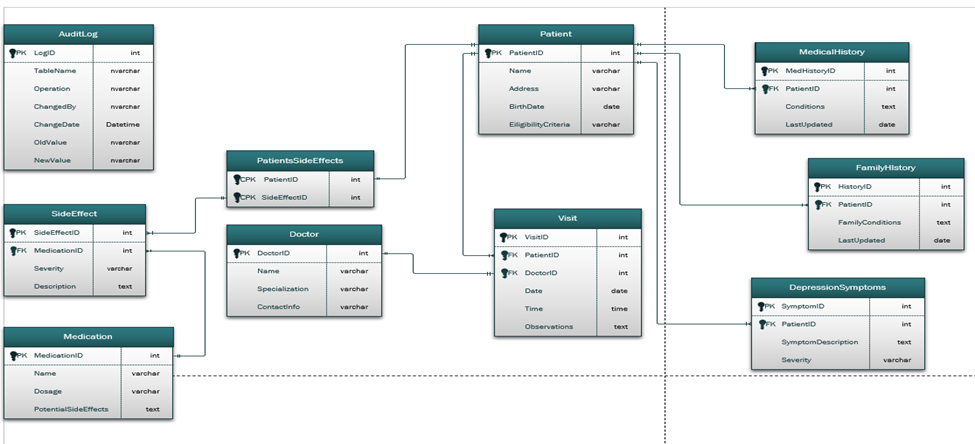 AuditLog
PK LogID int
TableName nvarchar
Operation nvarchar
ChangedBy nvarchar
ChangeDate Datetime
OldValue nvarchar
NewValue nvarchar
Patient
PK PatientID int
Name varchar
Address varchar
BirthDate date
EiligibilityCriteria varchar
MedicalHistory
PK MedHistoryID int
FK PatientID int
Conditions text
LastUpdated date
PatientsSideEffects
CPK PatientID int
CPK SideEffectID int
FamilyHIstory
PK HistoryID int
FK PatientID int
FamilyConditions text
LastUpdated date
SideEffect
PK SideEffectID int
FK MedicationID int
Severity varchar
Description text
Doctor
PK DoctorID int
Name varchar
Specialization varchar
ContactInfo varchar
Visit
PK VisitID int
FK PatientID int
FK DoctorID int
Date date
Time time
Observations text
DepressionSymptoms
PK SymptomID int
FK PatientID int
SymptomDescription text
Severity varchar
Medication
PK MedicationID int
Name varchar
Dosage varchar
PotentialSideEffects text